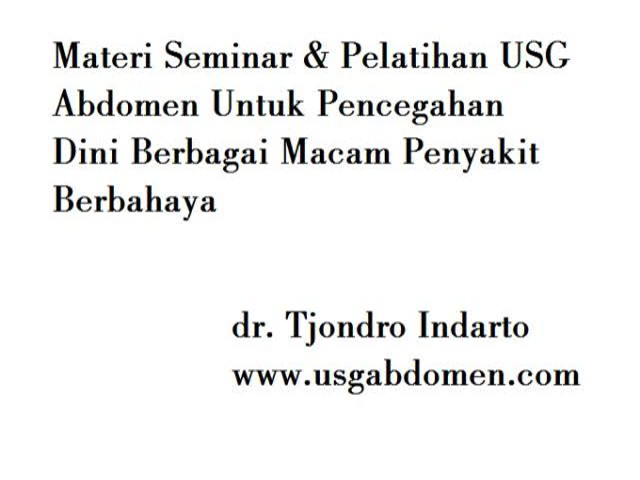 Materi Seminar & Pelatihan USG
Abdomen Untuk Pencegahan
Dini Berbagai Macam Penyakit
Berbahaya
dr. Tjondro Indarto
www.usgabdomen.com